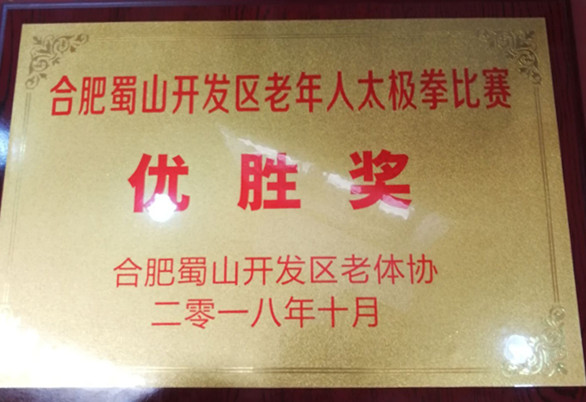 合肥蜀山开发区老年人太极拳比赛
优胜奖
合肥蜀山开发区老体协
二零一八年十月